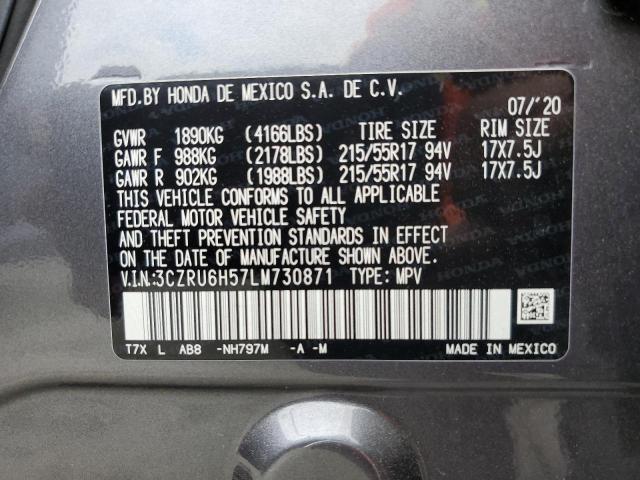 MFD.BY HONDA DE MEXICO S.A. DE C.V.
07/'20
GVWR 1890KG (4166LBS) TIRE SIZE RIM SIZE
GAWR F 988KG (2178LBS) 215/55R17 94V 17X7.5J
GAWR R 902KG (1988LBS) 215/55R17 94V 17X7.5J
THIS VEHICLE CONFORMS TO ALL APPLICABLE
FEDERAL MOTOR VEHICLE SAFETY
AND THEFT PREVENTION STANDARDS IN EFFECT
ON THE DATE OF MANUFACTURE SHOWN ABOVE.
V.I.N.:3CZRU6H57LM730871 TYPE: MPV
T7X L AB8 -NH797M -A -M MADE IN MEXICO